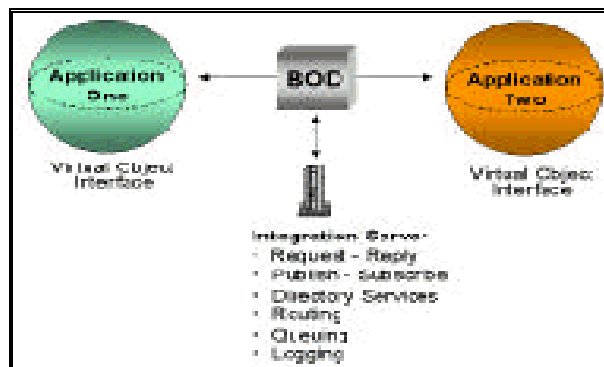 Application
One
BOD
Application
Two
Virtual Object
Interface
Virtual Object
Interface
Integration Server
• Request - Reply
• Publish - Subscribe
• Directory Services
• Routing
• Queuing
• Logging